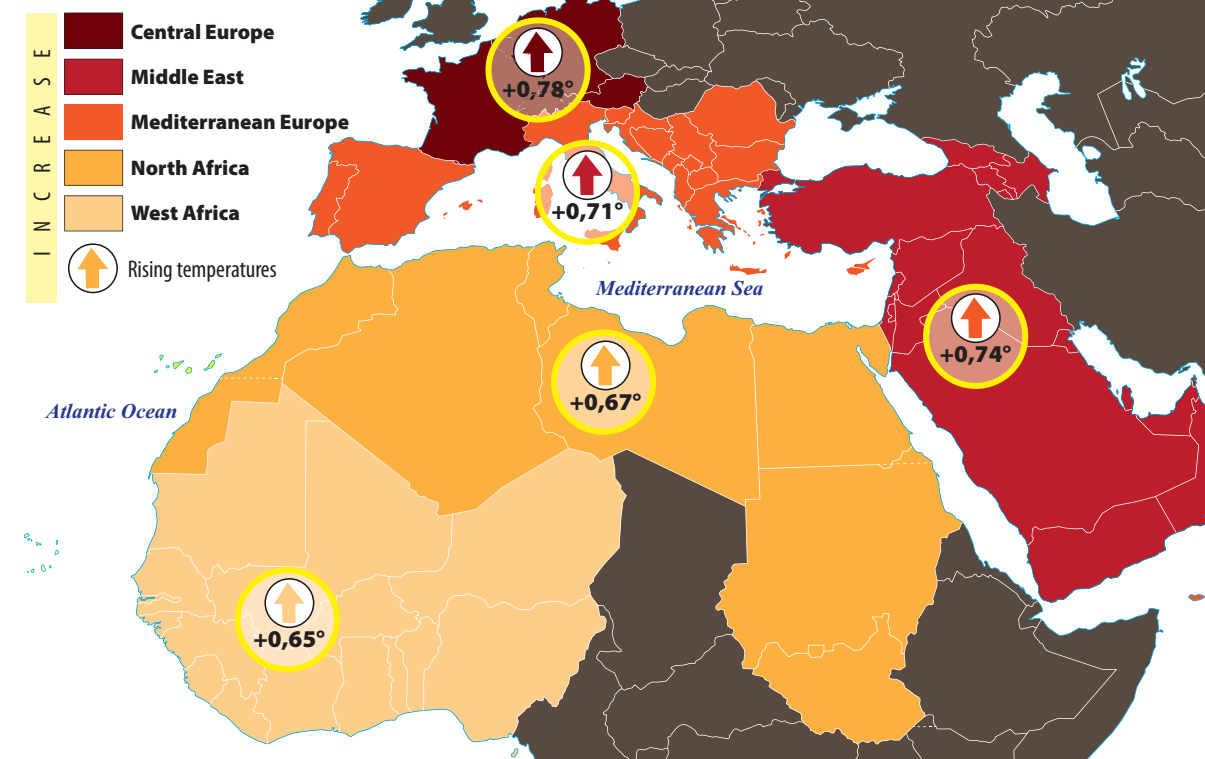 INCREASE
Central Europe
Middle East
Mediterranean Europe
North Africa
West Africa
Rising temperatures
+0,78°
+0,71°
Mediterranean Sea
+0,74°
+0,67°
Atlantic Ocean
+0,65°